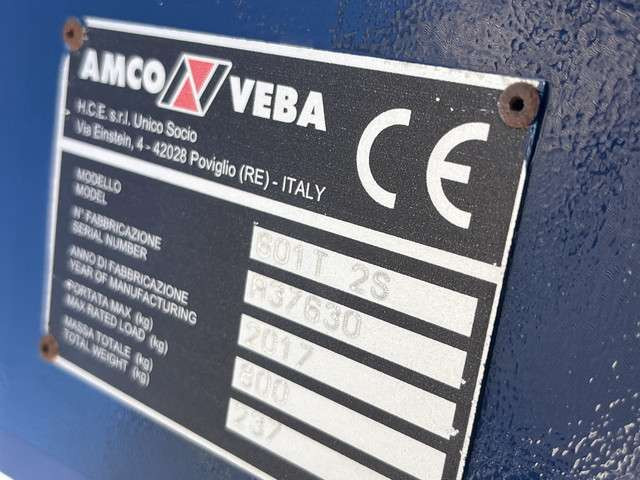 AMCO VEBA
H.C.E. s.r.l. Unico Socio
Via Einstein, 4 - 42028 Poviglio (RE) - ITALY
CE
MODELLO
MODEL
801T 2S
N° FABBRICAZIONE
SERIAL NUMBER
R37630
ANNO DI FABBRICAZIONE
YEAR OF MANUFACTURING
2017
PORTATA MAX (kg)
MAX RATED LOAD (kg)
800
MASSA TOTALE (kg)
TOTAL WEIGHT (kg)
237